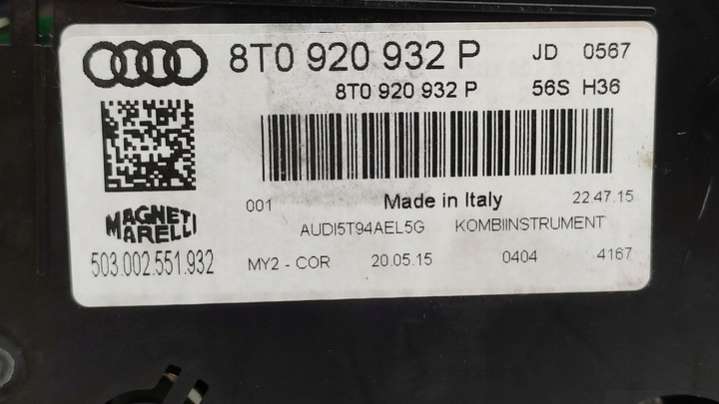 8T0 920 932 P JD 0567
8T0 920 932 P 56S H36
001 Made in Italy 22.47.15
MAGNETI
MARELLI
AUDI5T94AEL5G KOMBIINSTRUMENT
503.002.551.932
MY2 - COR 20.05.15 0404 4167